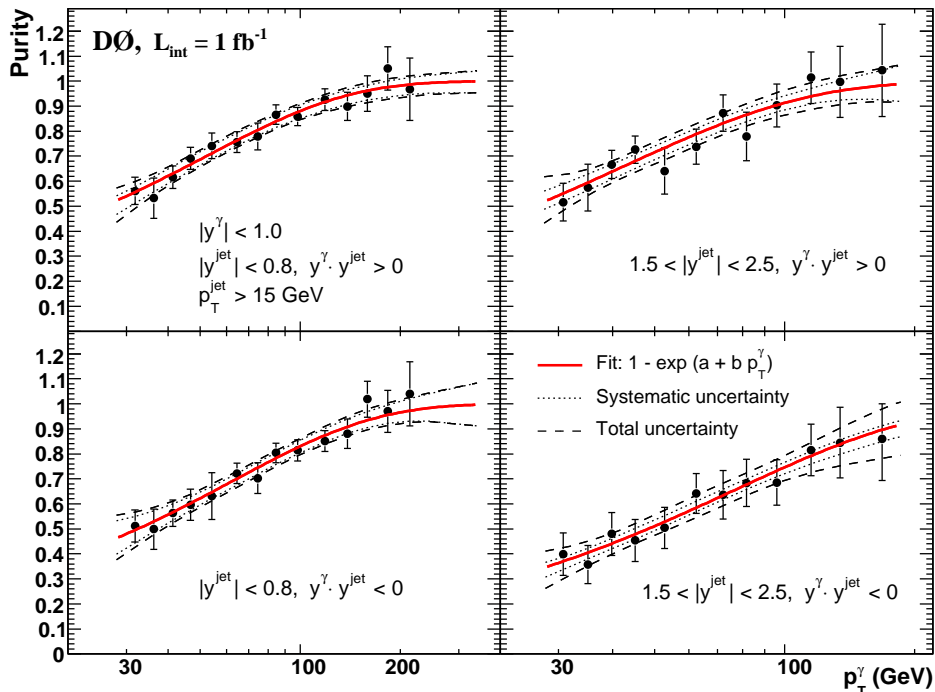 Purity
DØ, L_int = 1 fb^-1
1.2
1
0.9
0.8
0.7
0.6
0.5
0.4
0.3
0.2
0.1
|y^γ| < 1.0
|y^jet| < 0.8, y^γ · y^jet > 0
p_T^jet > 15 GeV
1.5 < |y^jet| < 2.5, y^γ · y^jet > 0
1.2
1
0.9
0.8
0.7
0.6
0.5
0.4
0.3
0.2
0.1
0
|y^jet| < 0.8, y^γ · y^jet < 0
Fit: 1 - exp (a + b p_T^γ)
Systematic uncertainty
Total uncertainty
1.5 < |y^jet| < 2.5, y^γ · y^jet < 0
30 100 200
30 100
p_T^γ (GeV)